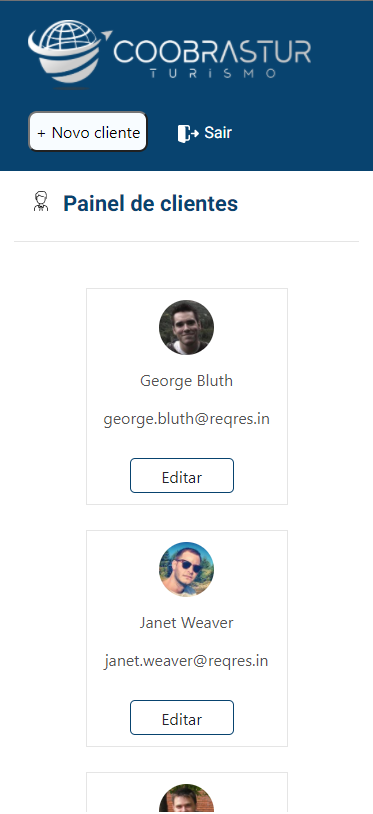 COOBRASTUR
TURISMO
+ Novo cliente
Sair
Painel de clientes
George Bluth
george.bluth@reqres.in
Editar
Janet Weaver
janet.weaver@reqres.in
Editar